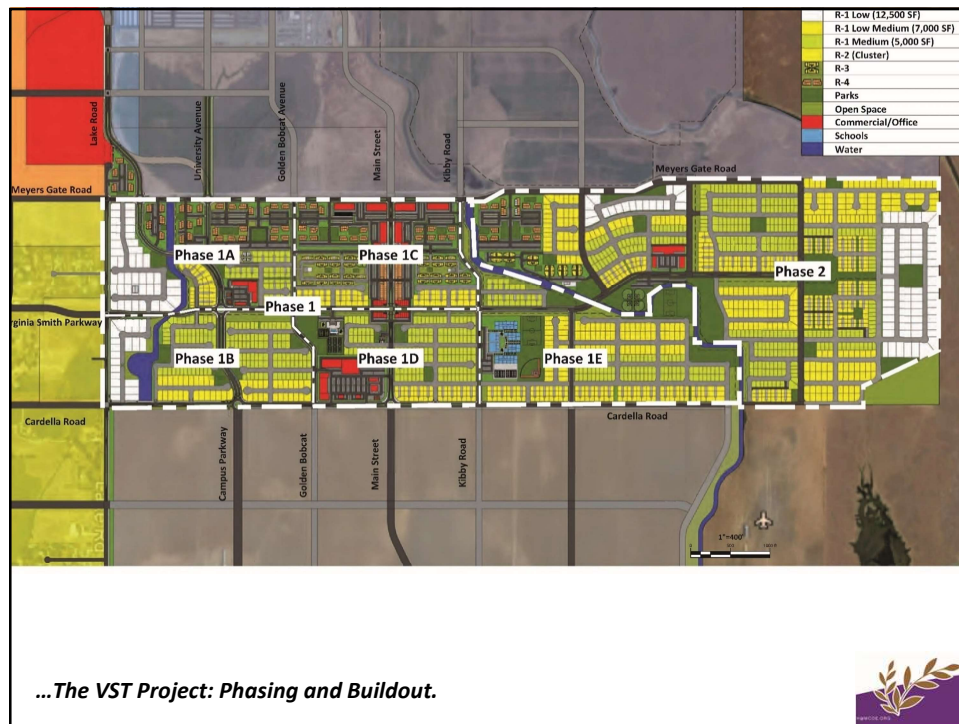 R-1 Low (12,500 SF)
R-1 Low Medium (7,000 SF)
R-1 Medium (5,000 SF)
R-2 (Cluster)
R-3
R-4
Parks
Open Space
Commercial/Office
Schools
Water
Lake Road
University Avenue
Golden Bobcat Avenue
Main Street
Kibby Road
Meyers Gate Road
Meyers Gate Road
Phase 1A
Phase 1C
Phase 2
Phase 1
rginia Smith Parkway
Phase 1B
Phase 1D
Phase 1E
Cardella Road
Cardella Road
Campus Parkway
Golden Bobcat
Main Street
Kibby Road
1"=400'
...The VST Project: Phasing and Buildout.